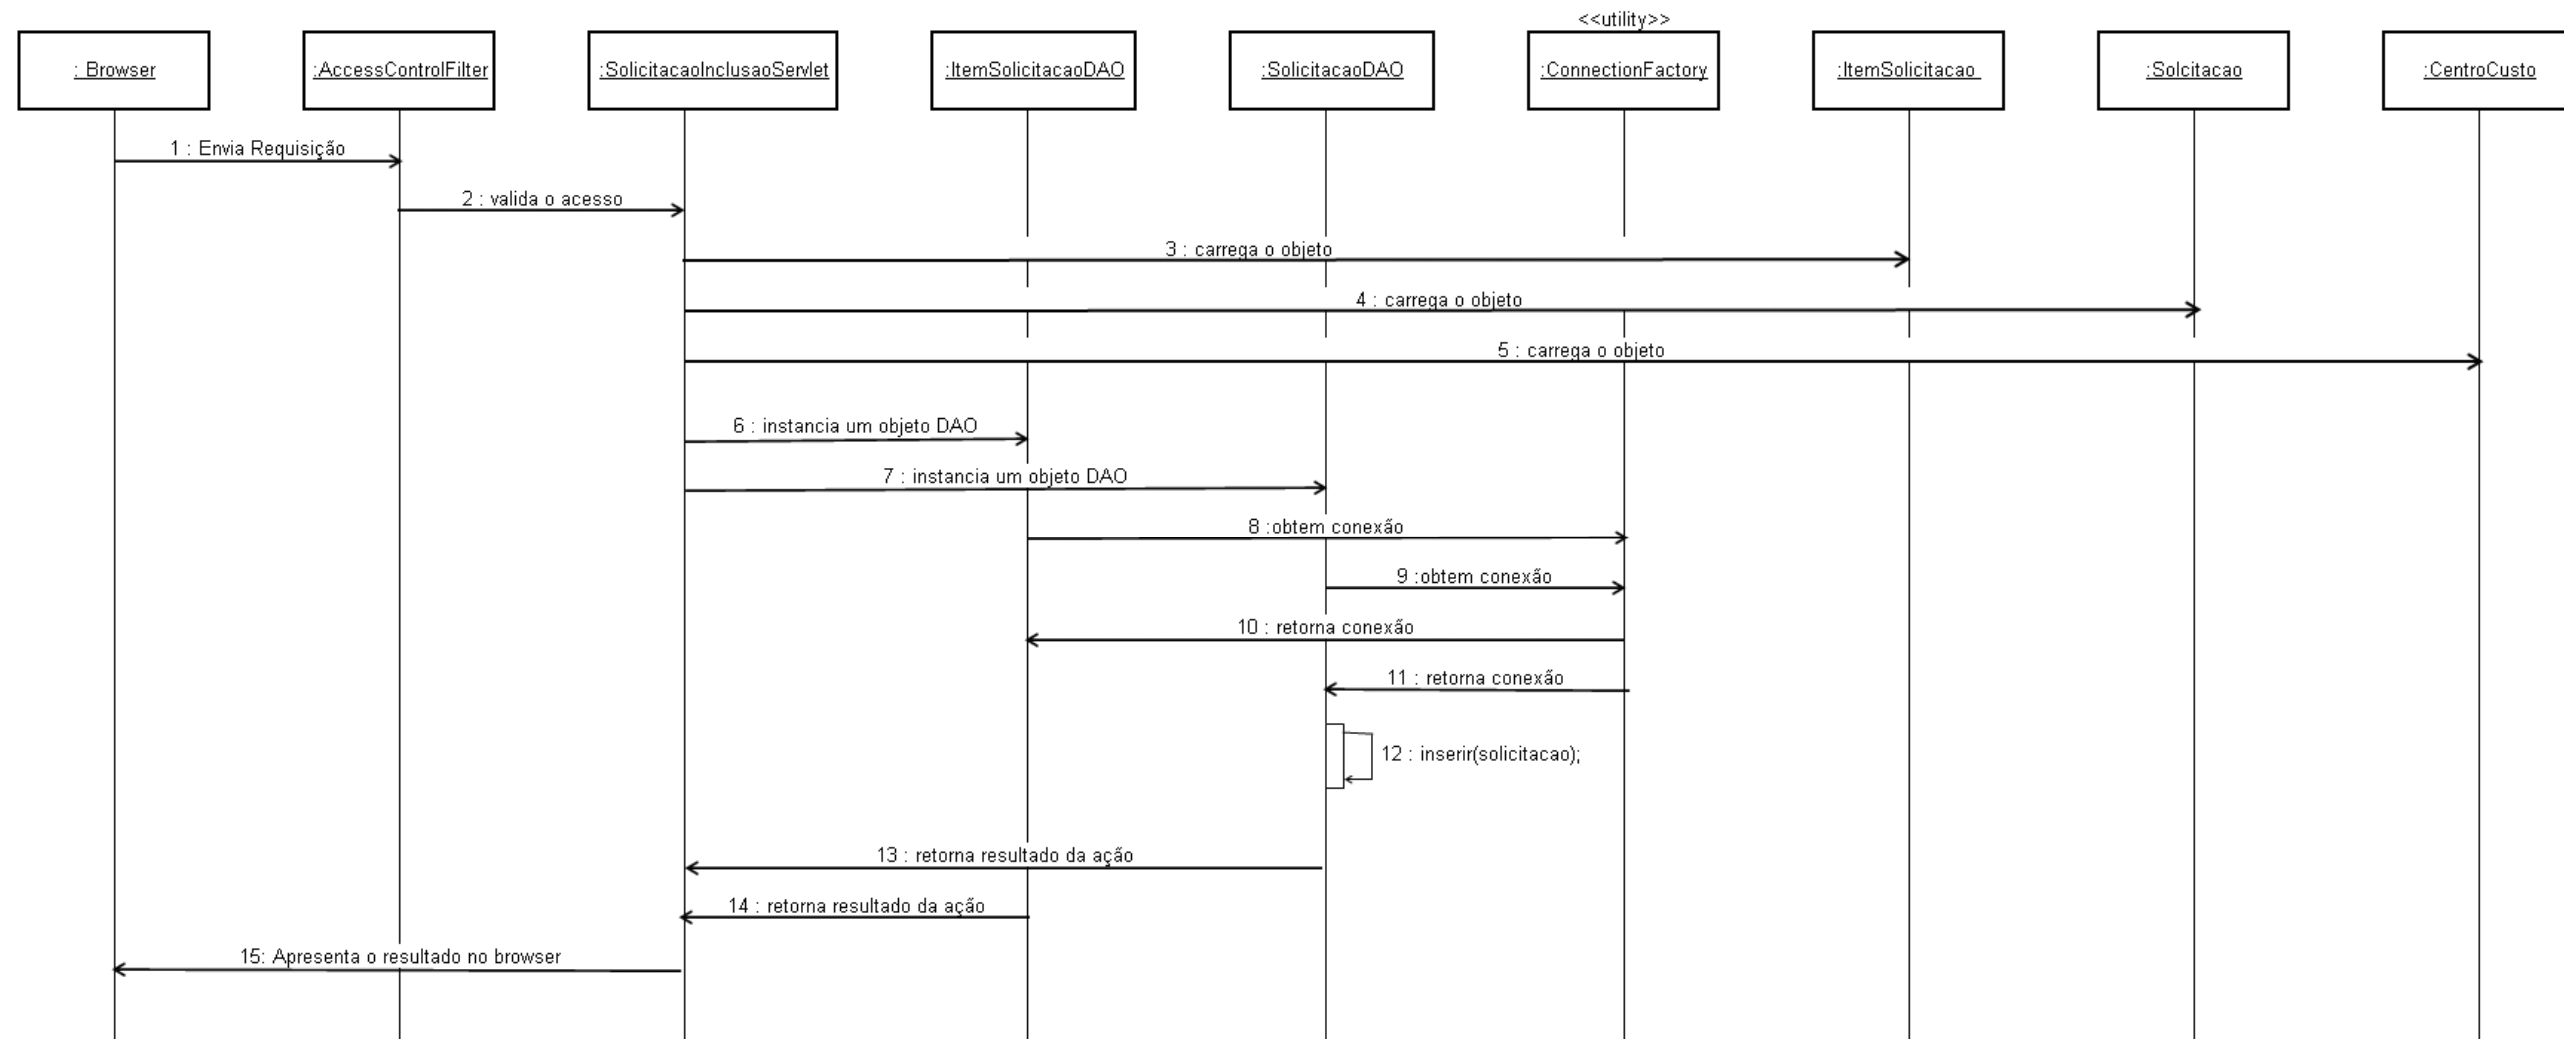 <<utility>>
: Browser
:AccessControlFilter
:SolicitacaoInclusaoServlet
:ItemSolicitacaoDAO
:SolicitacaoDAO
:ConnectionFactory
:ItemSolicitacao
:Solcitacao
:CentroCusto
1 : Envia Requisição
2 : valida o acesso
3 : carrega o objeto
4 : carrega o objeto
5 : carrega o objeto
6 : instancia um objeto DAO
7 : instancia um objeto DAO
8 :obtem conexão
9 :obtem conexão
10 : retorna conexão
11 : retorna conexão
12 : inserir(solicitacao);
13 : retorna resultado da ação
14 : retorna resultado da ação
15: Apresenta o resultado no browser